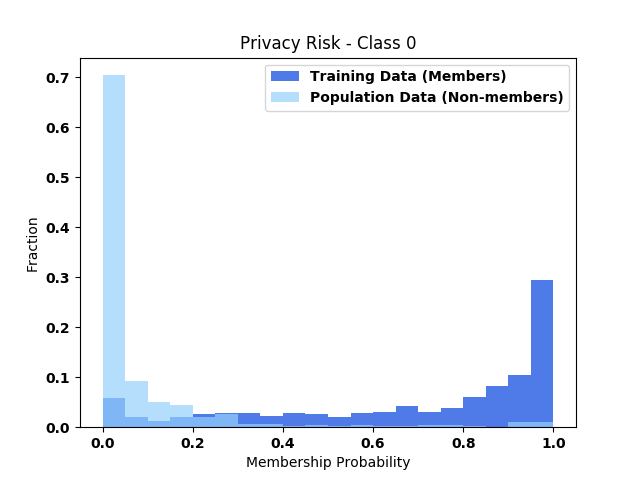 Privacy Risk - Class 0
Training Data (Members)
Population Data (Non-members)
Fraction
0.7
0.6
0.5
0.4
0.3
0.2
0.1
0.0
0.0 0.2 0.4 0.6 0.8 1.0
Membership Probability